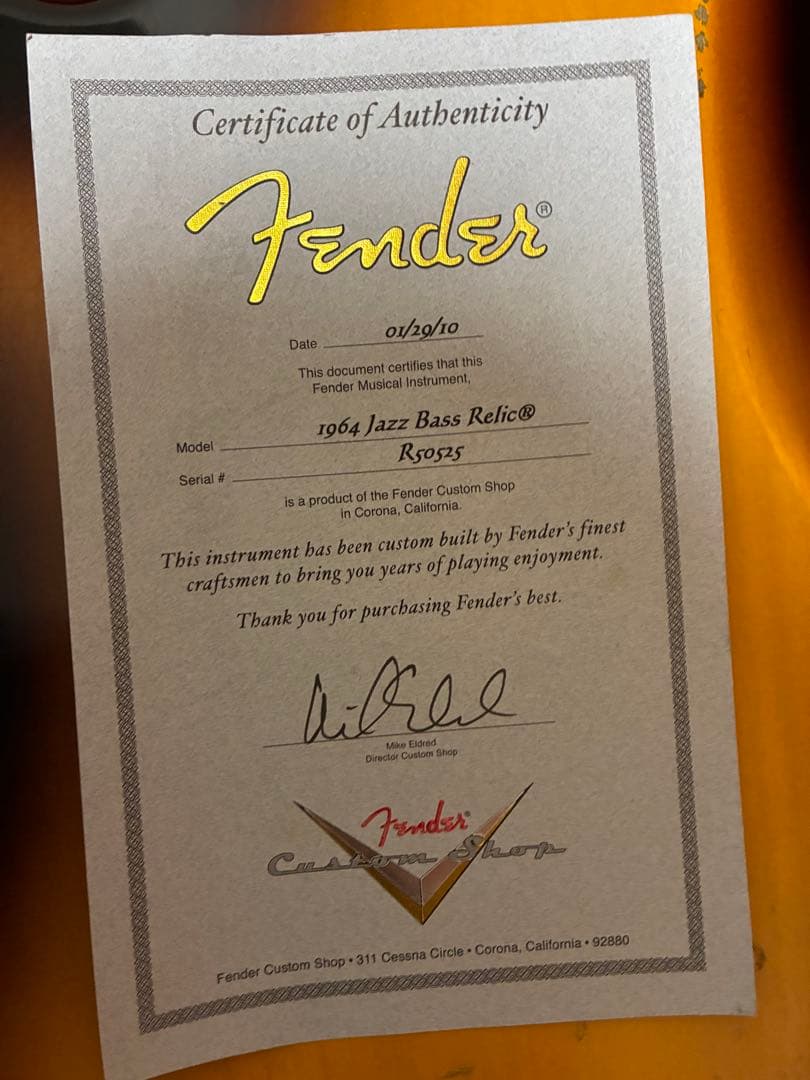 Certificate of Authenticity
Fender®
Date 01/29/10
This document certifies that this
Fender Musical Instrument,
Model 1964 Jazz Bass Relic®
Serial # R50525
is a product of the Fender Custom Shop
in Corona, California.
This instrument has been custom built by Fender's finest
craftsmen to bring you years of playing enjoyment.
Thank you for purchasing Fender's best.
Mike Eldred
Director Custom Shop
Fender®
Custom Shop
Fender Custom Shop • 311 Cessna Circle • Corona, California • 92880